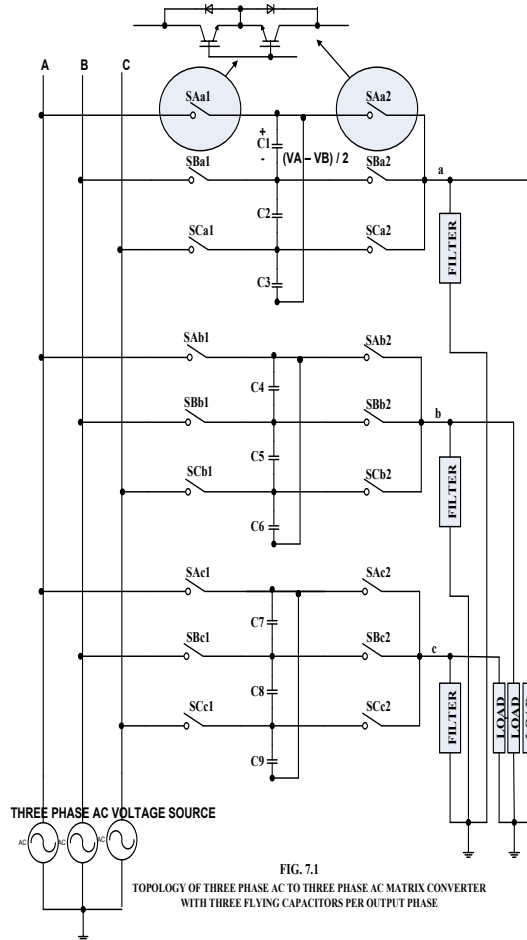 A B C
SAa1 SAa2
+
C1
- (VA – VB) / 2
SBa1 SBa2
a
C2
SCa1 SCa2
FILTER
C3
SAb1 SAb2
C4
SBb1 SBb2
b
C5
SCb1 SCb2
FILTER
C6
SAc1 SAc2
C7
SBc1 SBc2
c
C8
SCc1 SCc2
FILTER
LOAD
LOAD
C9
THREE PHASE AC VOLTAGE SOURCE
AC AC AC
FIG. 7.1
TOPOLOGY OF THREE PHASE AC TO THREE PHASE AC MATRIX CONVERTER
WITH THREE FLYING CAPACITORS PER OUTPUT PHASE